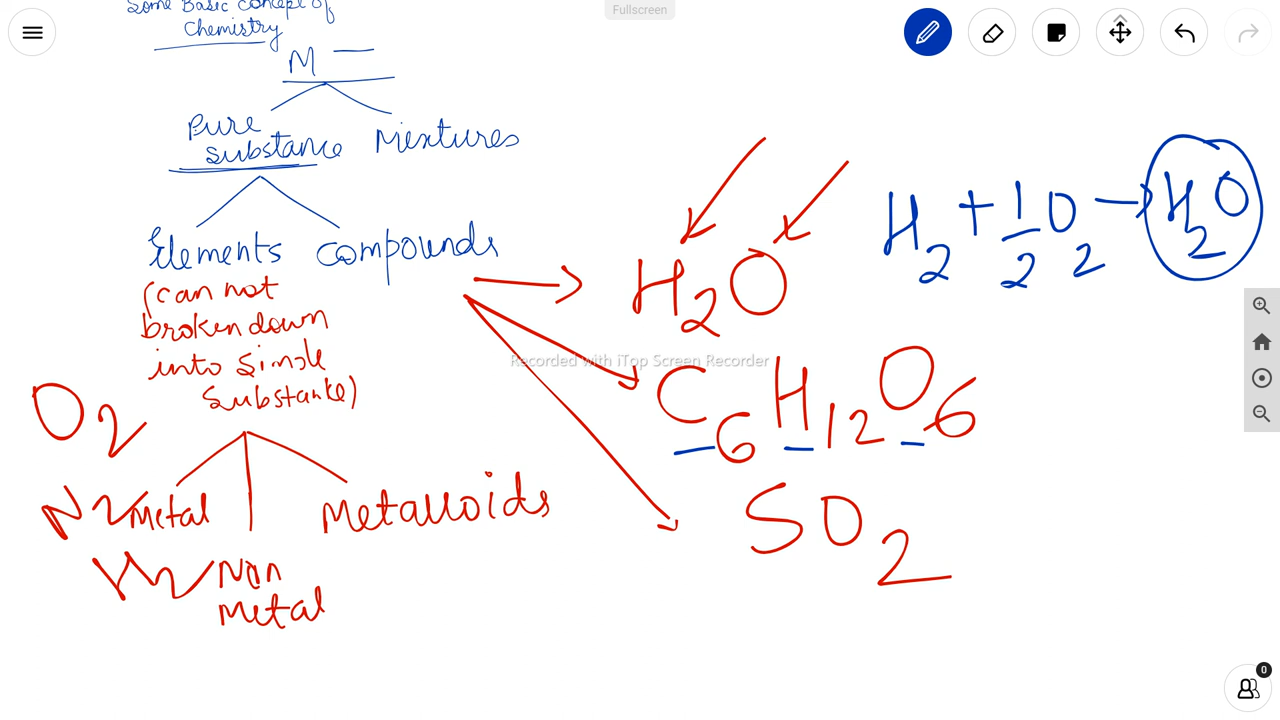 Fullscreen
Some Basic Concept of
Chemistry
M
Pure
substance
Mixtures
Elements
compounds
(can not
broken down
into simple
substance)
O2
N2
Metal
Metalloids
H2
Non
Metal
H2O
C6H12O6
SO2
H2 + 1/2 O2 → H2O
Recorded with iTop Screen Recorder
0